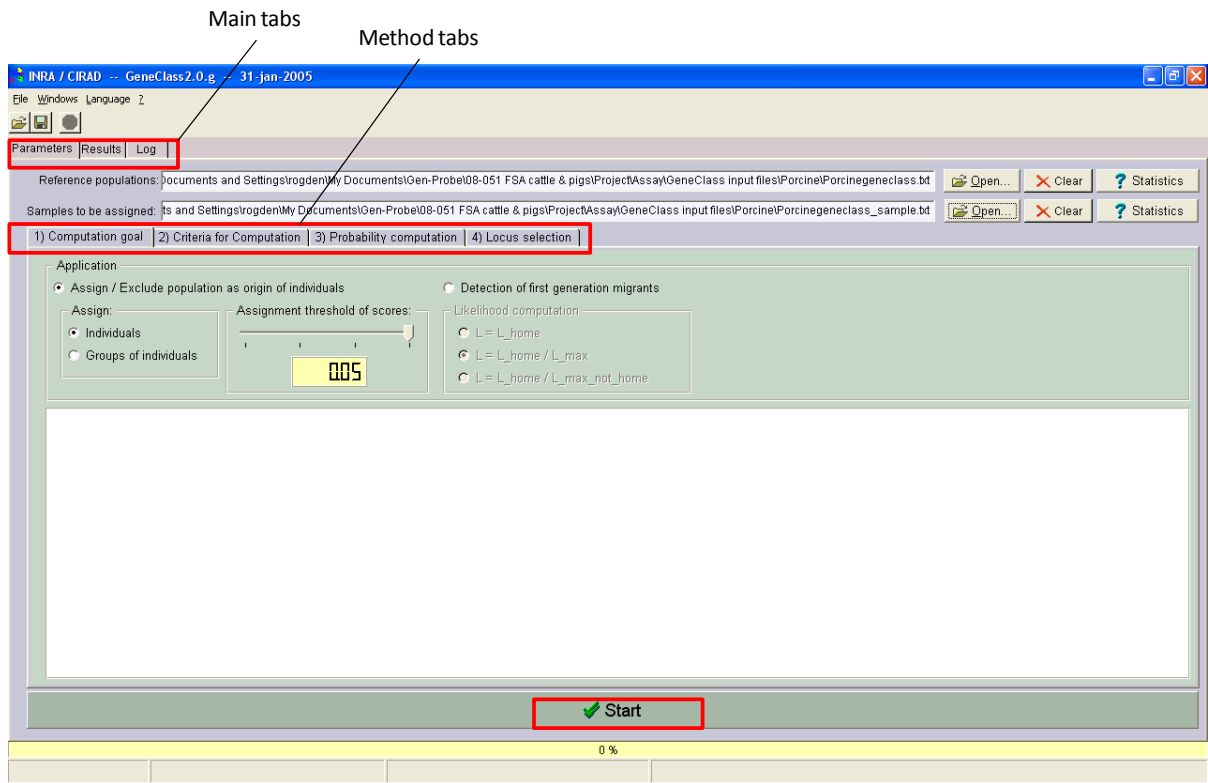 Main tabs
Method tabs
INRA / CIRAD -- GeneClass2.0.g -- 31-jan-2005
File Windows Language ?
Parameters Results Log
Reference populations: Documents and Settings\rogden\My Documents\Gen-Probe\08-051 FSA cattle & pigs\Project\Assay\GeneClass input files\Porcine\Porcinegeneclass.txt Open... Clear ? Statistics
Samples to be assigned: ts and Settings\rogden\My Documents\Gen-Probe\08-051 FSA cattle & pigs\Project\Assay\GeneClass input files\Porcine\Porcinegeneclass_sample.txt Open... Clear ? Statistics
1) Computation goal 2) Criteria for Computation 3) Probability computation 4) Locus selection
Application
Assign / Exclude population as origin of individuals Detection of first generation migrants
Assign: Assignment threshold of scores: Likelihood computation
Individuals L = L_home
Groups of individuals 0.05 L = L_home / L_max
L = L_home / L_max_not_home
Start
0 %